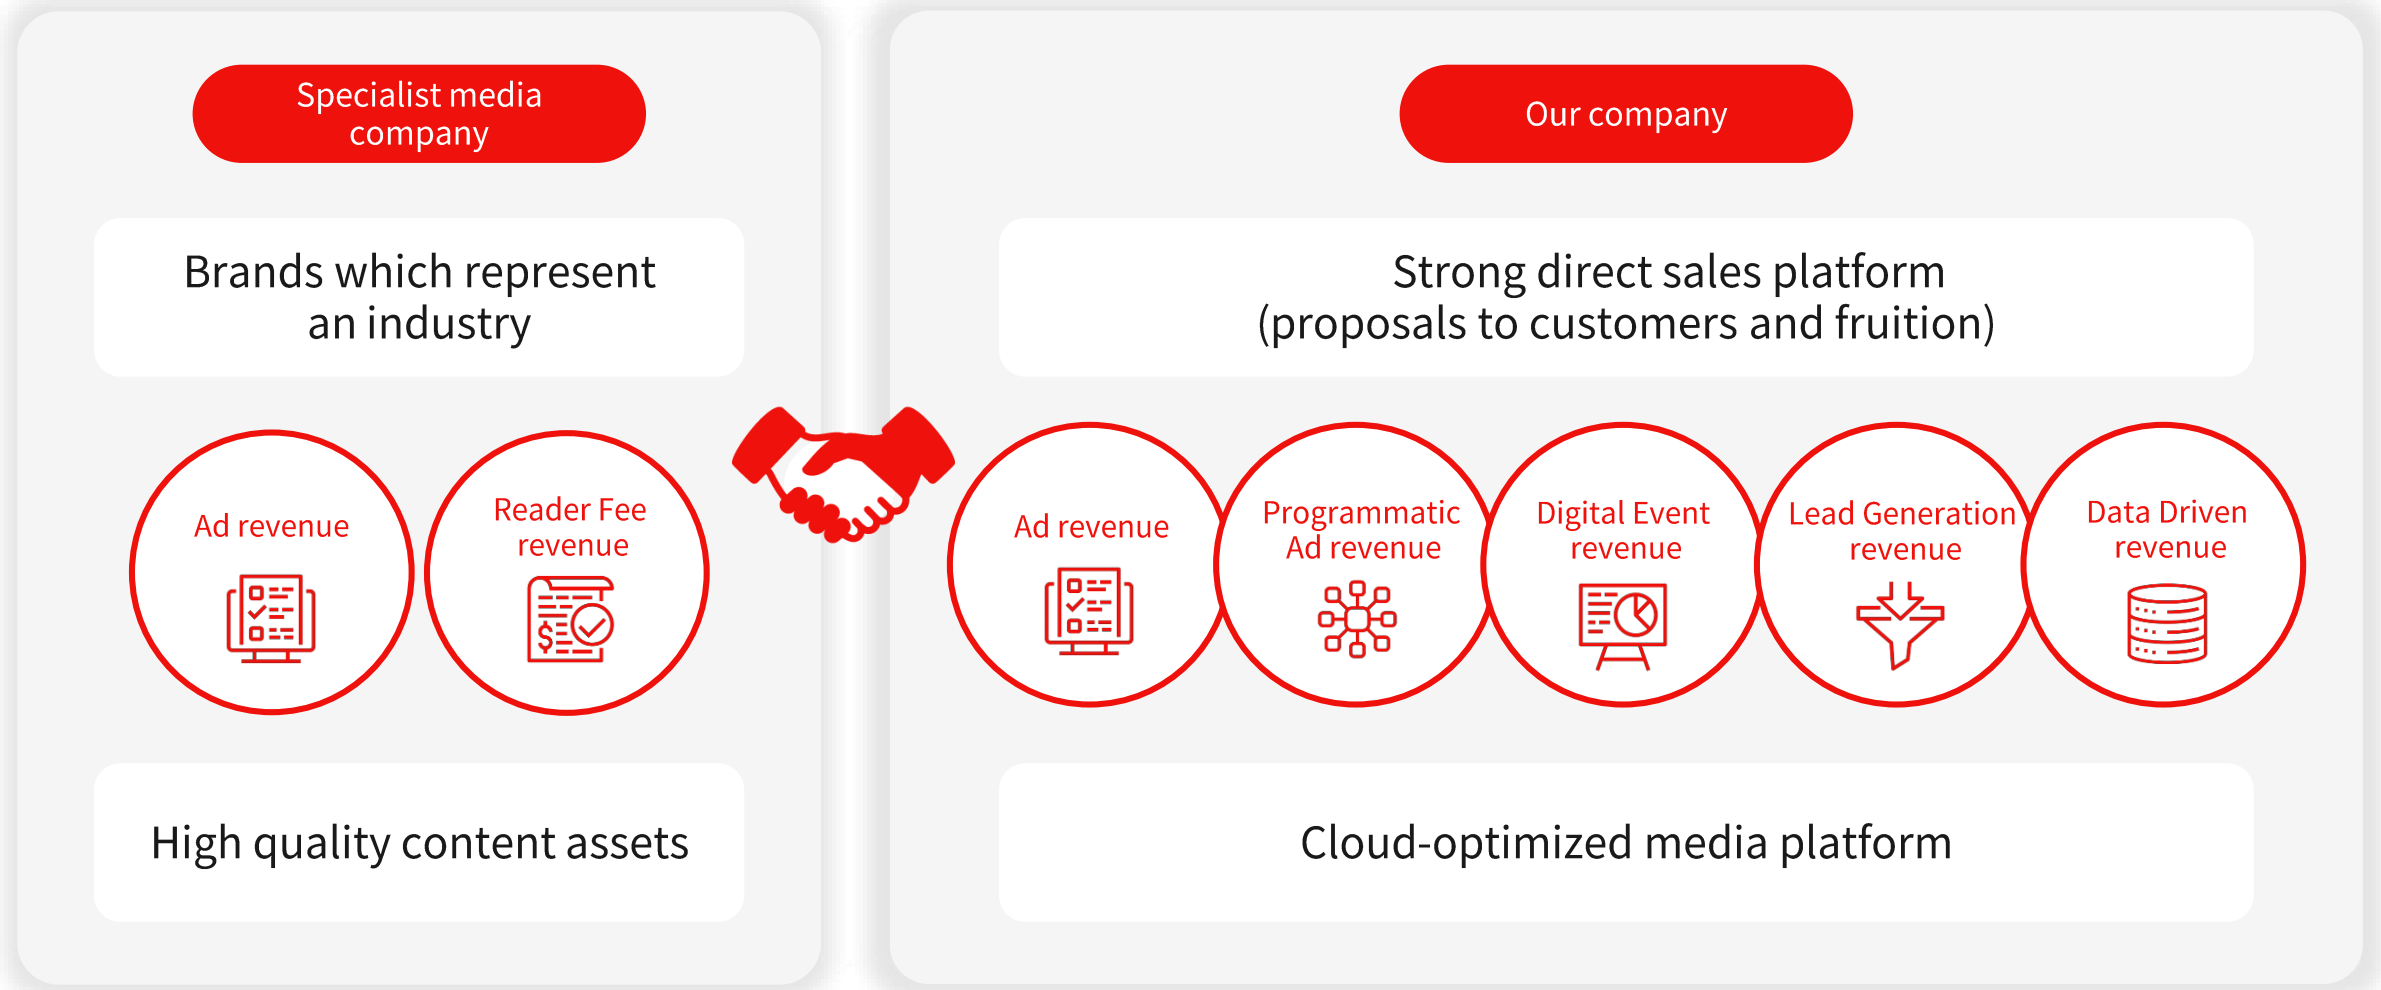 Specialist media
company
Brands which represent
an industry
Ad revenue
Reader Fee
revenue
High quality content assets
Our company
Strong direct sales platform
(proposals to customers and fruition)
Ad revenue
Programmatic
Ad revenue
Digital Event
revenue
Lead Generation
revenue
Data Driven
revenue
Cloud-optimized media platform